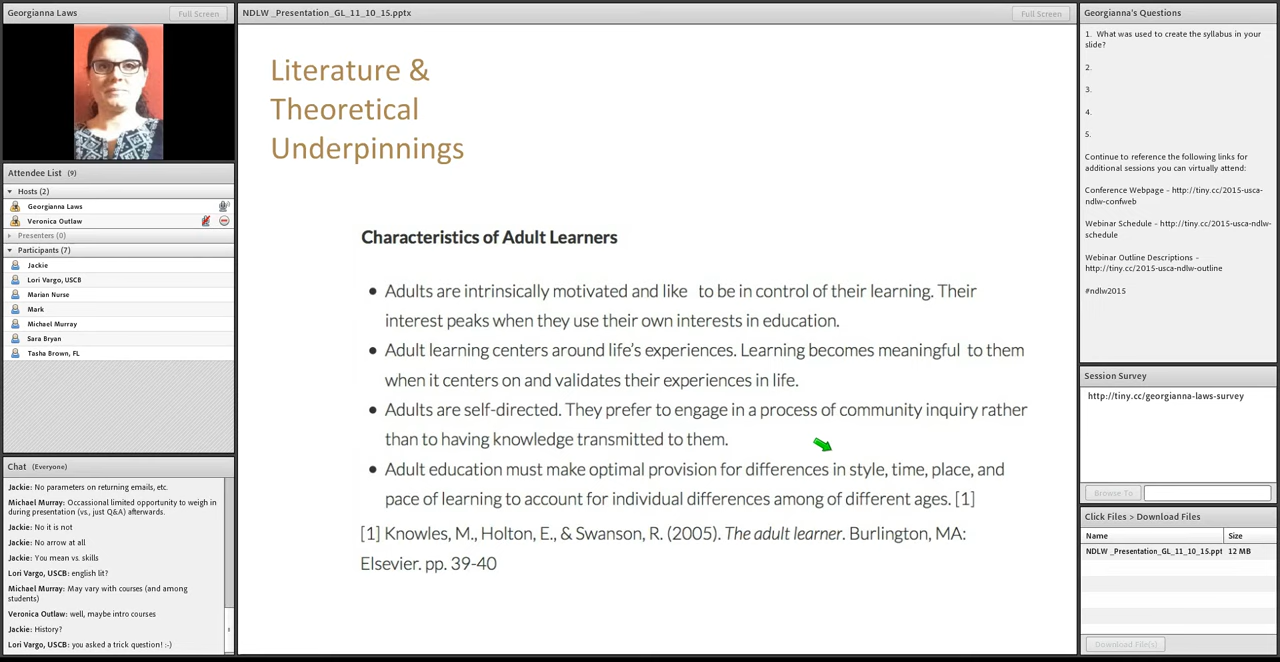 Georgianna Laws
Full Screen
Attendee List (9)
Hosts (2)
Georgianna Laws
Veronica Outlaw
Presenters (0)
Participants (7)
Jackie
Lori Vargo, USCB
Marian Nurse
Mark
Michael Murray
Sara Bryan
Tasha Brown, FL
Chat (Everyone)
Jackie: No parameters on returning emails, etc.
Michael Murray: Occassional limited opportunity to weigh in
during presentation (vs., just Q&A) afterwards.
Jackie: No it is not
Jackie: No arrow at all
Jackie: You mean vs. skills
Lori Vargo, USCB: english lit?
Michael Murray: May vary with courses (and among
students)
Veronica Outlaw: well, maybe intro courses
Jackie: History?
Lori Vargo, USCB: you asked a trick question! :-)
NDLW _Presentation_GL_11_10_15.pptx
Full Screen
Literature &
Theoretical
Underpinnings
Characteristics of Adult Learners
• Adults are intrinsically motivated and like to be in control of their learning. Their
interest peaks when they use their own interests in education.
• Adult learning centers around life's experiences. Learning becomes meaningful to them
when it centers on and validates their experiences in life.
• Adults are self-directed. They prefer to engage in a process of community inquiry rather
than to having knowledge transmitted to them.
• Adult education must make optimal provision for differences in style, time, place, and
pace of learning to account for individual differences among of different ages. [1]
[1] Knowles, M., Holton, E., & Swanson, R. (2005). The adult learner. Burlington, MA:
Elsevier. pp. 39-40
Georgianna's Questions
1. What was used to create the syllabus in your
slide?
2.
3.
4.
5.
Continue to reference the following links for
additional sessions you can virtually attend:
Conference Webpage - http://tiny.cc/2015-usca-
ndlw-confweb
Webinar Schedule - http://tiny.cc/2015-usca-ndlw-
schedule
Webinar Outline Descriptions -
http://tiny.cc/2015-usca-ndlw-outline
#ndlw2015
Session Survey
http://tiny.cc/georgianna-laws-survey
Browse To
Click Files > Download Files
Name Size
NDLW _Presentation_GL_11_10_15.ppt 12 MB
Download File(s)